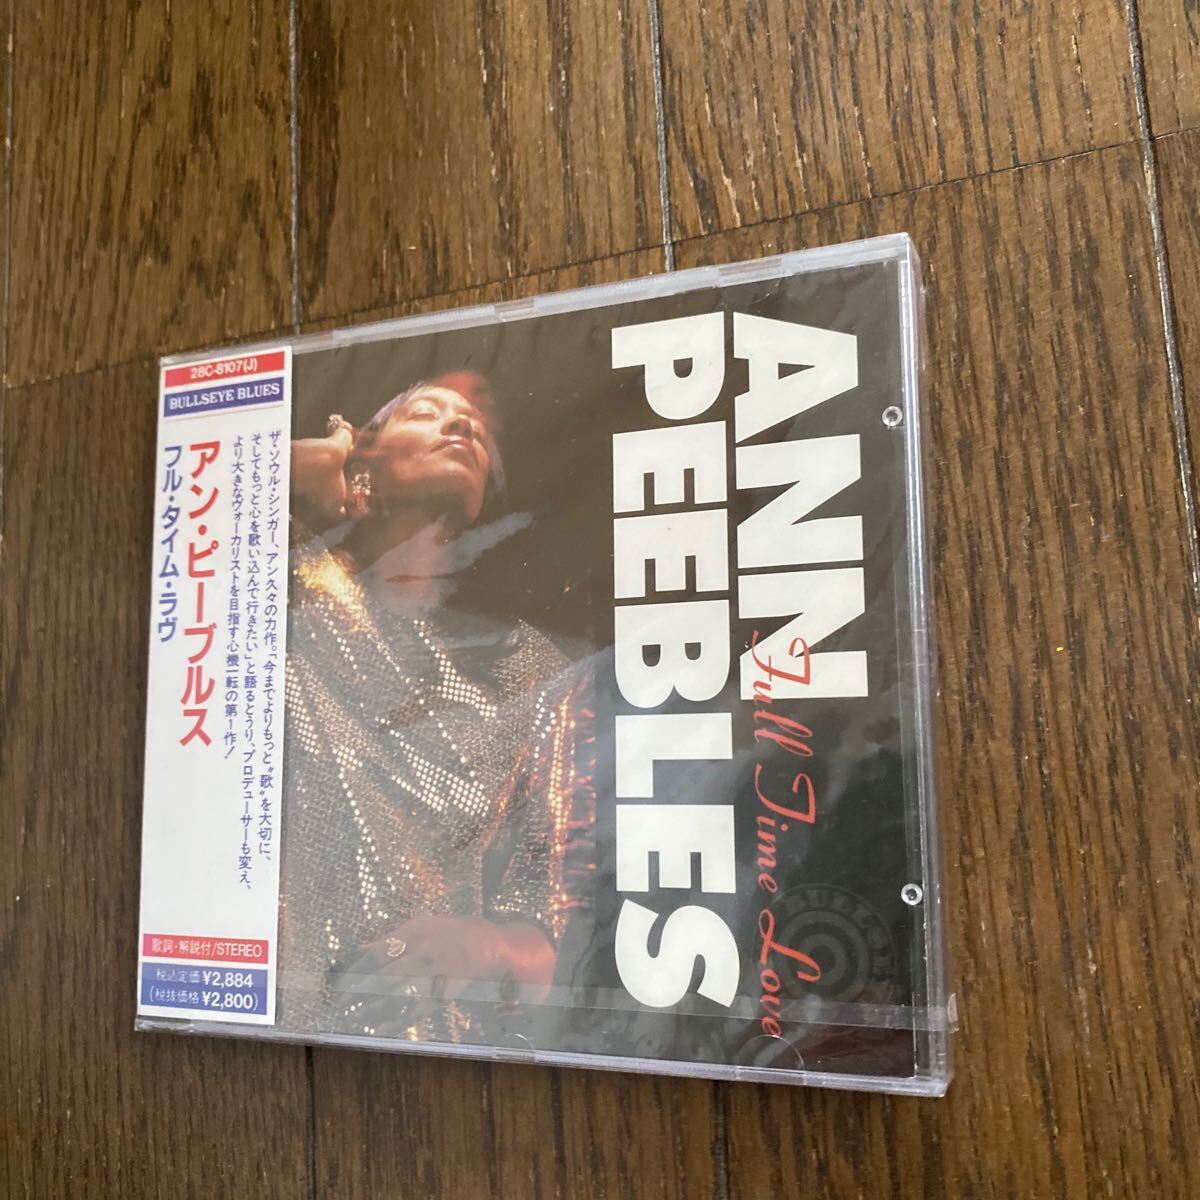 28C-8107(J)
BULLSEYE BLUES
アン・ピーブルス
フル・タイム・ラヴ
ザ・ソウル・シンガー、アン久々の力作。「今までよりもっと“歌”を大切に、
そしてもっと心を歌い込んで行きたい」と語るとうり、プロデューサーも変え、
より大きなヴォーカリストを目指す心機一転の第1作!
歌詞・解説付/STEREO
税込定価¥2,884
(税抜価格¥2,800)
ANN
PEEBLES
Full Time Love